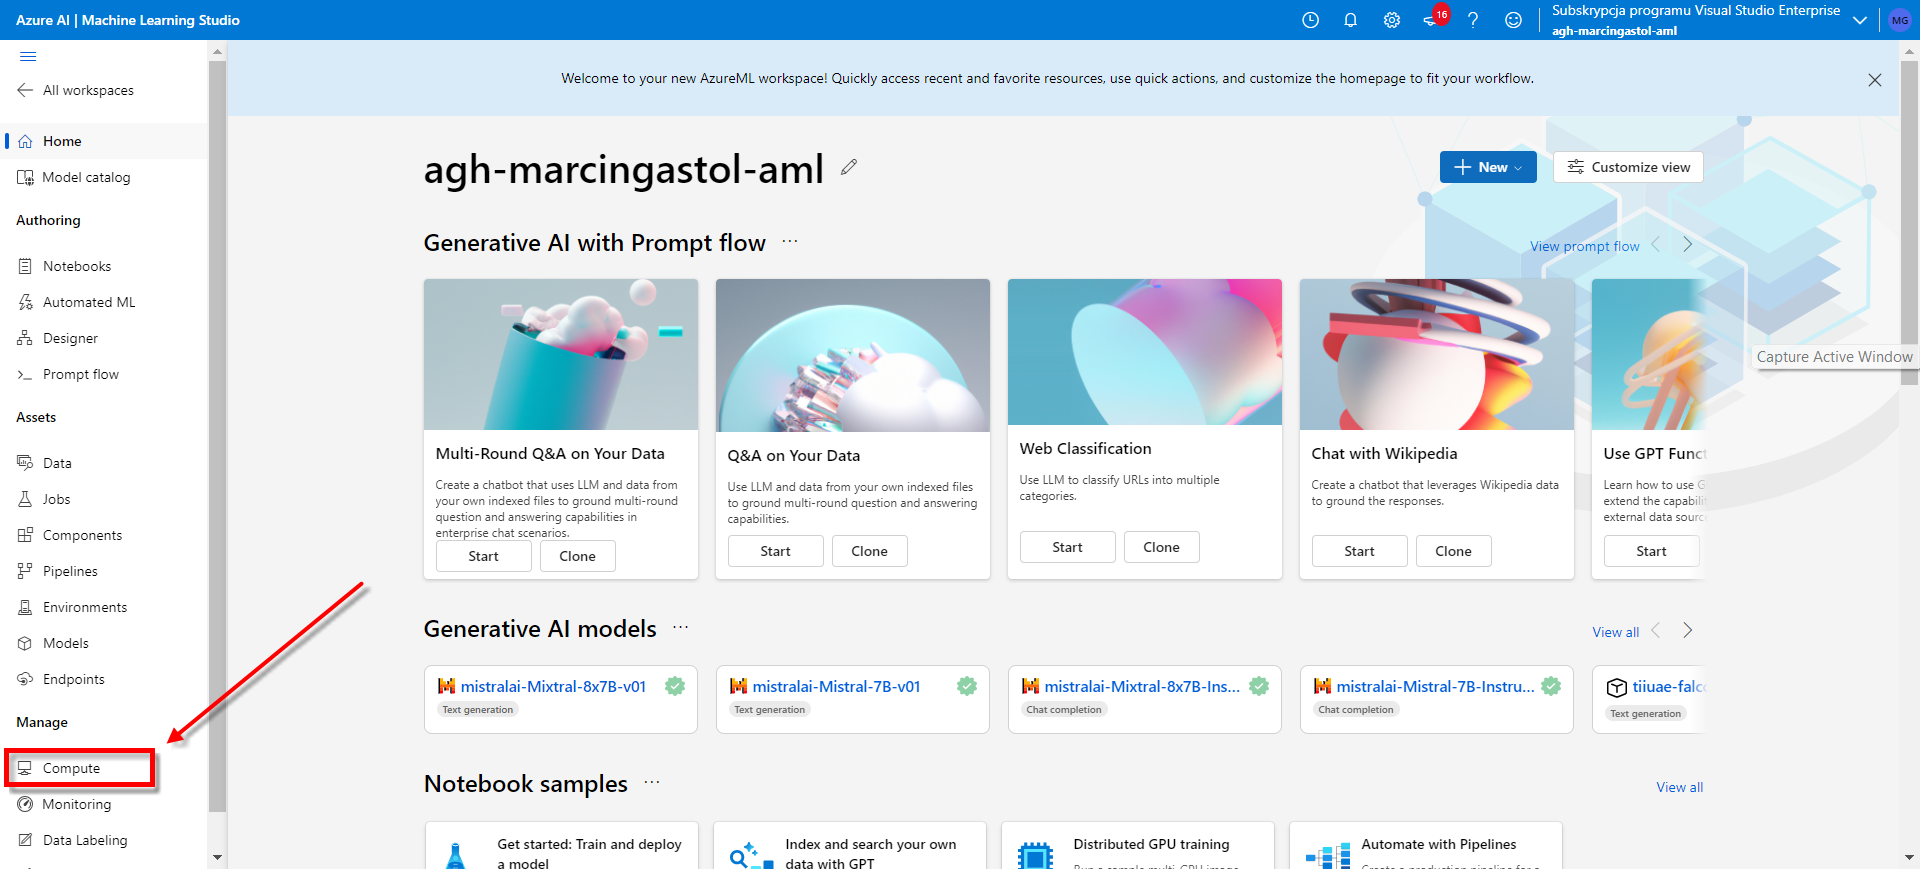 Azure AI | Machine Learning Studio
16
Subskrypcja programu Visual Studio Enterprise
agh-marcingastol-aml
MG
All workspaces
Home
Model catalog
Authoring
Notebooks
Automated ML
Designer
Prompt flow
Assets
Data
Jobs
Components
Pipelines
Environments
Models
Endpoints
Manage
Compute
Monitoring
Data Labeling
Welcome to your new AzureML workspace! Quickly access recent and favorite resources, use quick actions, and customize the homepage to fit your workflow.
agh-marcingastol-aml
New
Customize view
Generative AI with Prompt flow ...
View prompt flow
Capture Active Window
Multi-Round Q&A on Your Data
Create a chatbot that uses LLM and data from
your own indexed files to ground multi-round
question and answering capabilities in
enterprise chat scenarios.
Start Clone
Q&A on Your Data
Use LLM and data from your own indexed files
to ground multi-round question and answering
capabilities.
Start Clone
Web Classification
Use LLM to classify URLs into multiple
categories.
Start Clone
Chat with Wikipedia
Create a chatbot that leverages Wikipedia data
to ground the responses.
Start Clone
Use GPT Funct
Learn how to use G
extend the capabil
external data sourc
Start
Generative AI models ...
View all
mistralai-Mixtral-8x7B-v01
Text generation
mistralai-Mistral-7B-v01
Text generation
mistralai-Mixtral-8x7B-Ins...
Chat completion
mistralai-Mistral-7B-Instru...
Chat completion
tiiuae-falc
Text generation
Notebook samples ...
View all
Get started: Train and deploy
a model
Index and search your own
data with GPT
Distributed GPU training
Run a sample multi-GPU image
Automate with Pipelines
Create a production pipeline for a